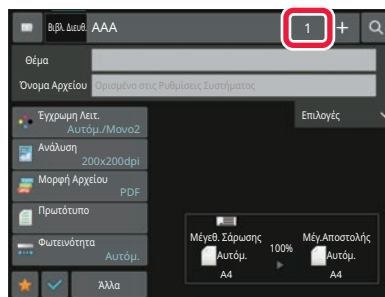 Βιβλ. Διευθ. AAA 1 +
Θέμα
Όνομα Αρχείου Ορισμένο στις Ρυθμίσεις Συστήματος
Έγχρωμη Λειτ.
Αυτόμ./Μονο2
Επιλογές
Ανάλυση
200x200dpi
Μορφή Αρχείου
PDF
Πρωτότυπο
Φωτεινότητα
Αυτόμ.
Άλλα
Μέγεθ. Σάρωσης
Αυτόμ.
A4
100%
Μέγ.Αποστολής
Αυτόμ.
A4